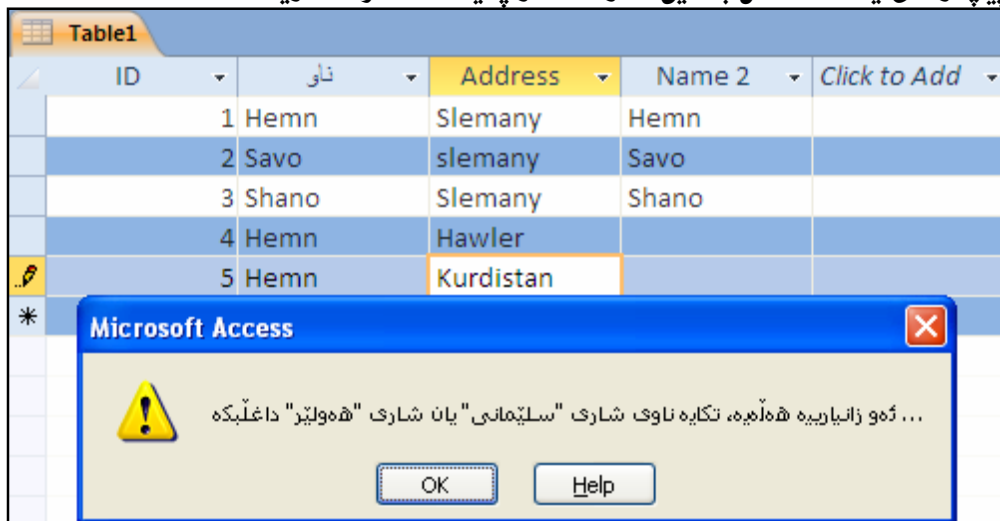 Table1
ID ناو Address Name 2 Click to Add
1 Hemn Slemany Hemn
2 Savo slemany Savo
3 Shano Slemany Shano
4 Hemn Hawler
5 Hemn Kurdistan
Microsoft Access
ئەو زانیارییە هەڵەیە، تکایە ناوی شاری "سلێمانی" یان شاری "هەولێر" داغڵبکە ...
OK Help